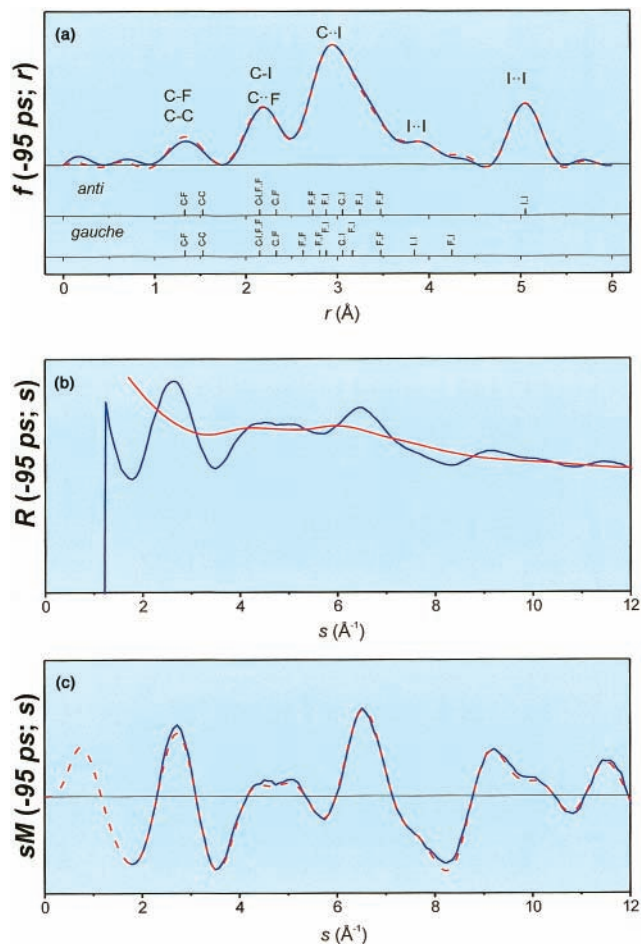 (a)
f (-95 ps; r)
C··I
C-I
C··F
C-F
C-C
I··I
I··I
anti
C-F
C-C
C-I,F..F
C..F
F..F
F..I
C..I
F..I
F..F
I..I
gauche
C-F
C-C
C-I,F..F
C..F
F..F
F..F
F..I
C..I
F..I
F..F
I..I
F..I
0 1 2 3 4 5 6
r (Å)
(b)
R (-95 ps; s)
0 2 4 6 8 10 12
s (Å⁻¹)
(c)
sM (-95 ps; s)
0 2 4 6 8 10 12
s (Å⁻¹)